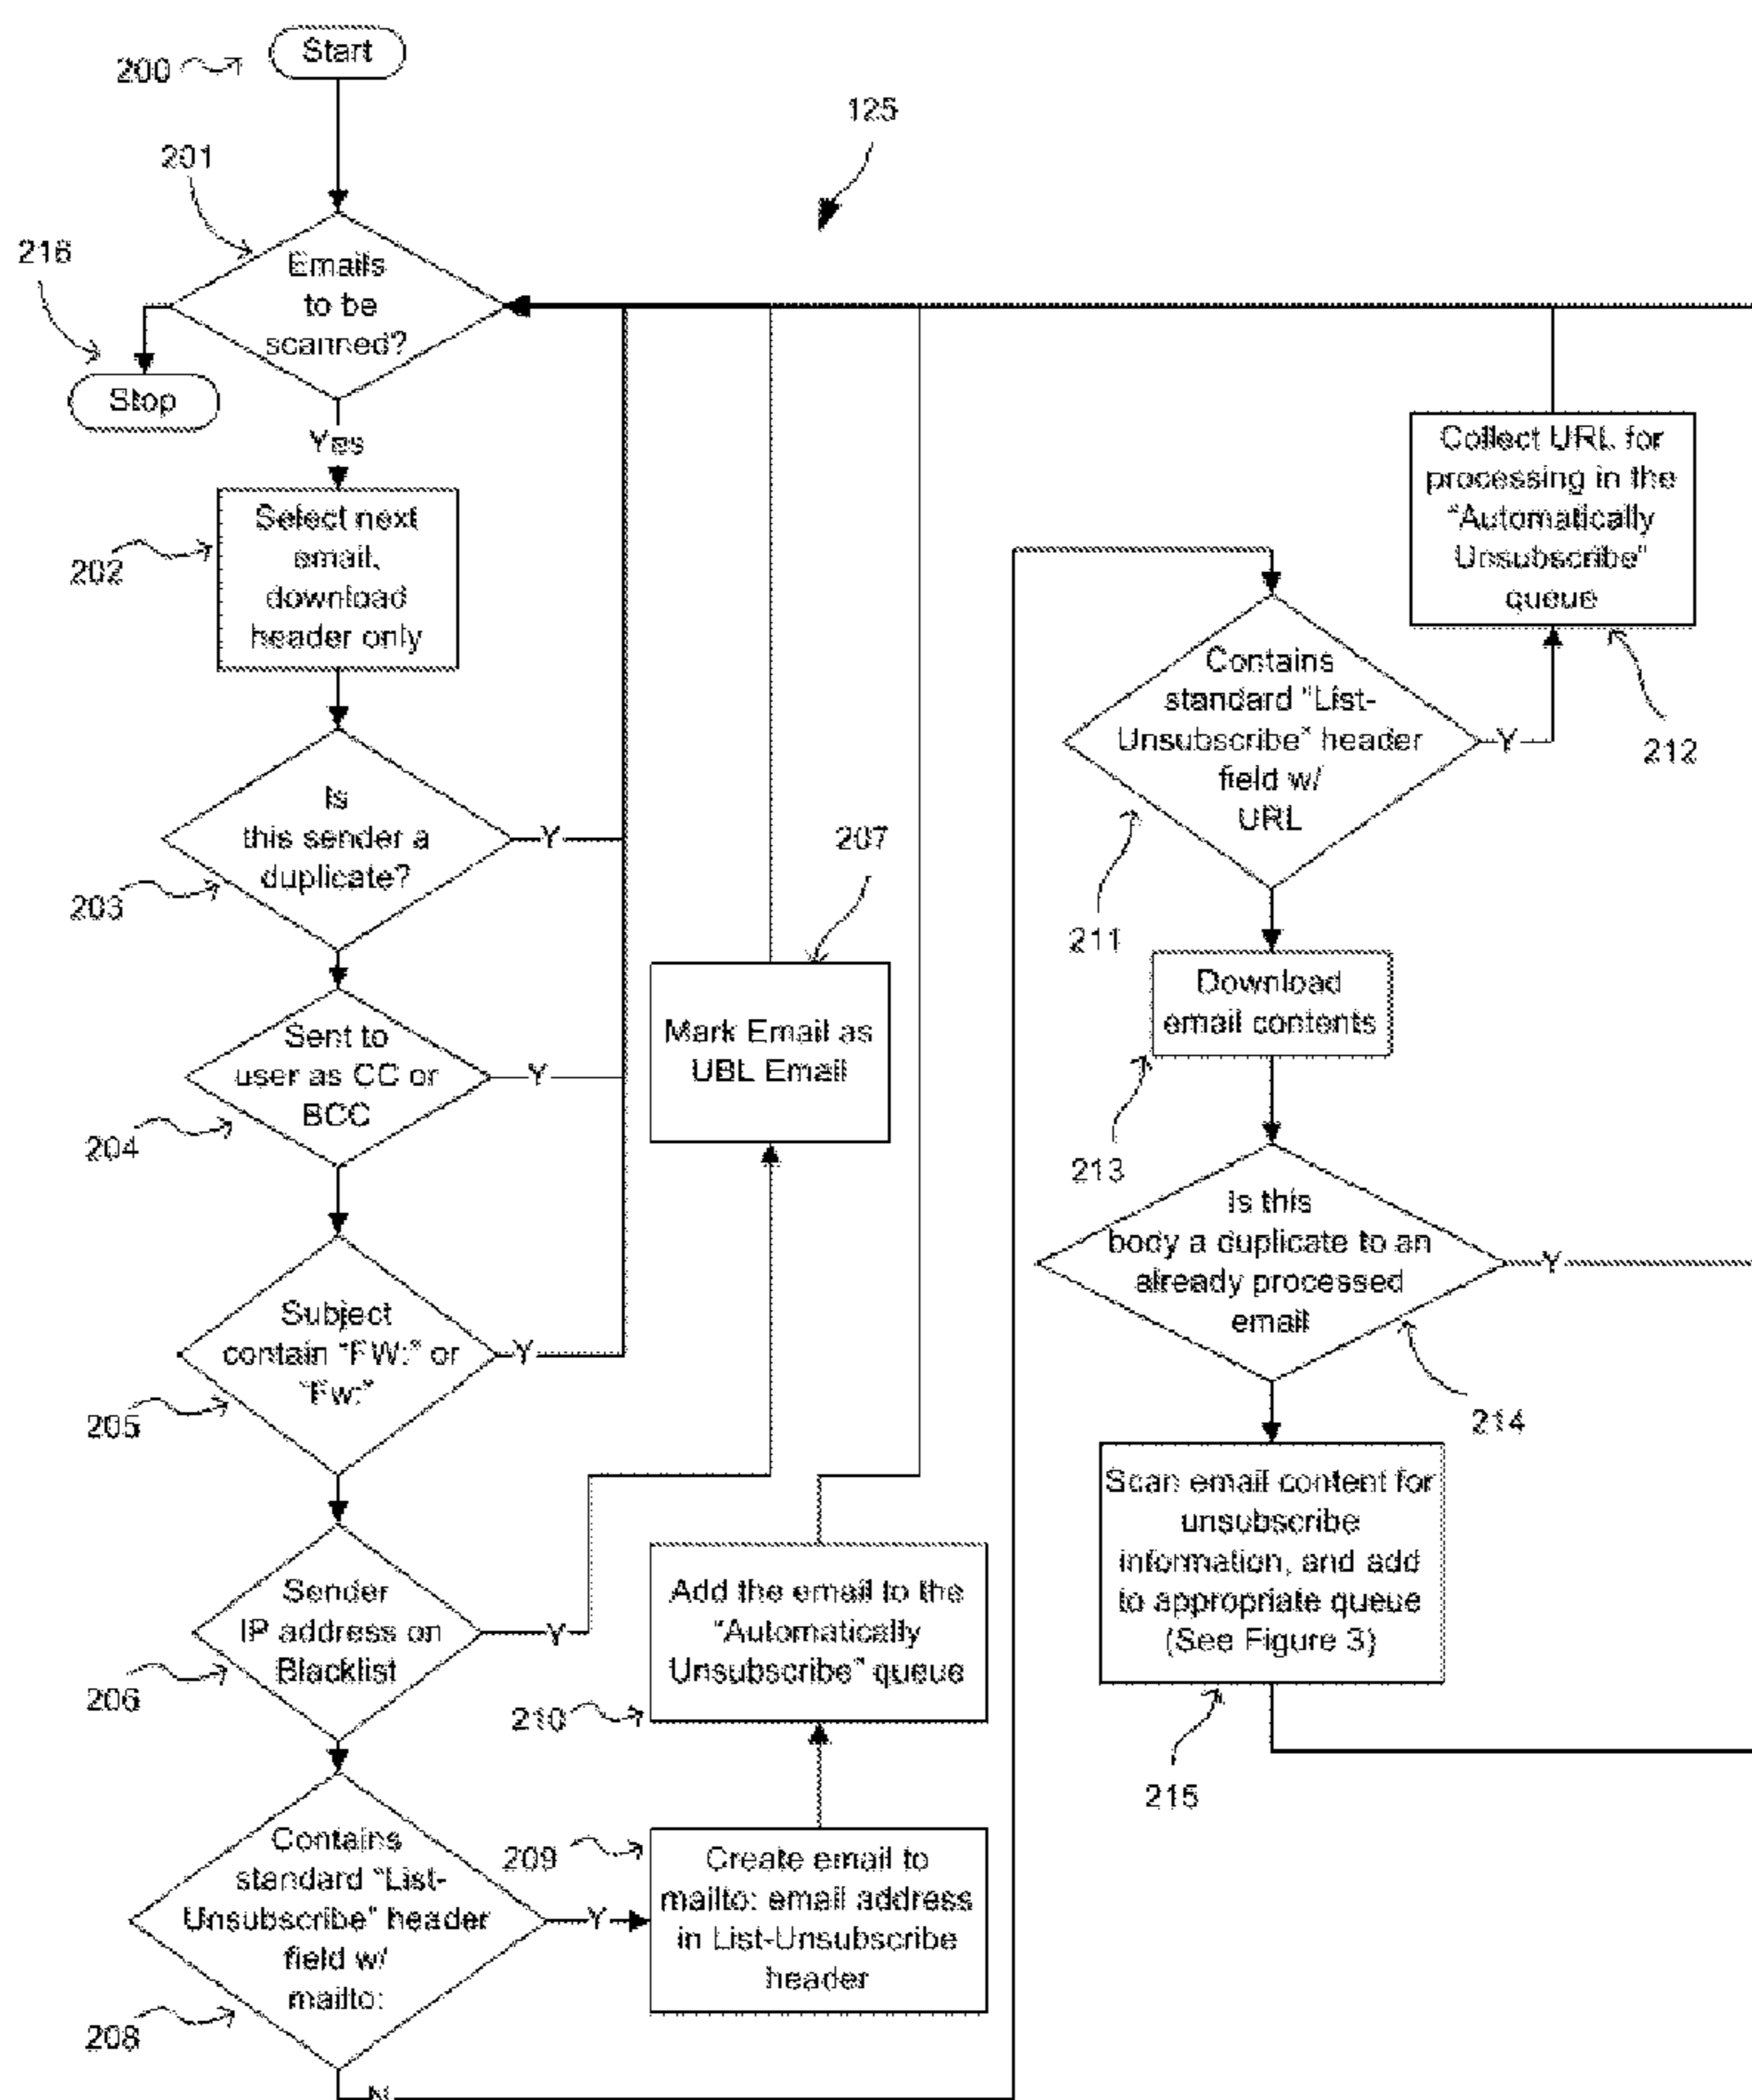 Start
200
125
201
216
Emails
to be
scanned?
Stop
Yes
Select next
email,
download
header only
202
Is
this sender a
duplicate?
Y
203
Sent to
user as CC or
BCC
Y
204
Subject
contain "FW:" or
"Fw:"
Y
205
Sender
IP address on
Blacklist
Y
206
207
Mark Email as
UBL Email
Contains
standard "List-
Unsubscribe" header
field w/
mailto:
Y
N
208
209
Create email to
mailto: email address
in List-Unsubscribe
header
210
Add the email to the
"Automatically
Unsubscribe" queue
Contains
standard "List-
Unsubscribe" header
field w/
URL
Y
211
Collect URL for
processing in the
"Automatically
Unsubscribe"
queue
212
Download
email contents
213
Is this
body a duplicate to an
already processed
email
Y
214
Scan email content for
unsubscribe
information, and add
to appropriate queue
(See Figure 3)
215